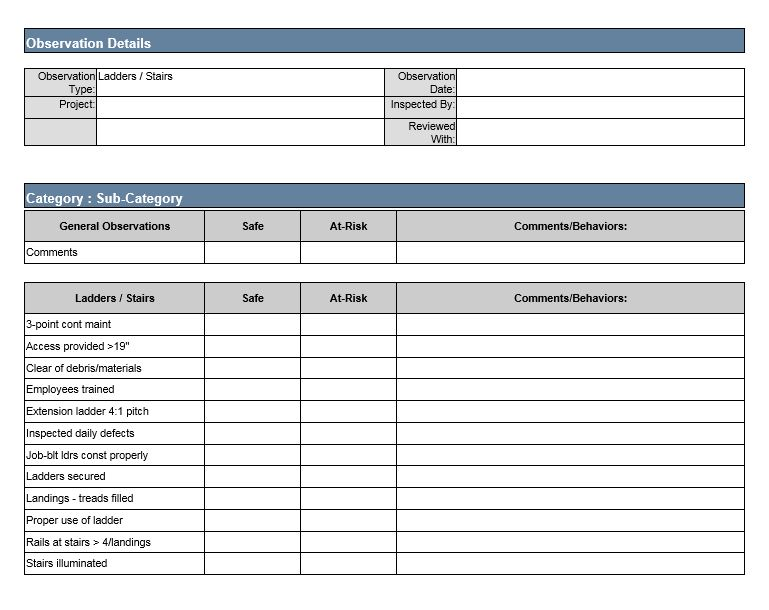 Observation Details
Observation Type: Ladders / Stairs Observation Date:
Project: Inspected By:
Reviewed With:
Category : Sub-Category
General Observations Safe At-Risk Comments/Behaviors:
Comments
Ladders / Stairs Safe At-Risk Comments/Behaviors:
3-point cont maint
Access provided >19"
Clear of debris/materials
Employees trained
Extension ladder 4:1 pitch
Inspected daily defects
Job-blt ldrs const properly
Ladders secured
Landings - treads filled
Proper use of ladder
Rails at stairs > 4/landings
Stairs illuminated